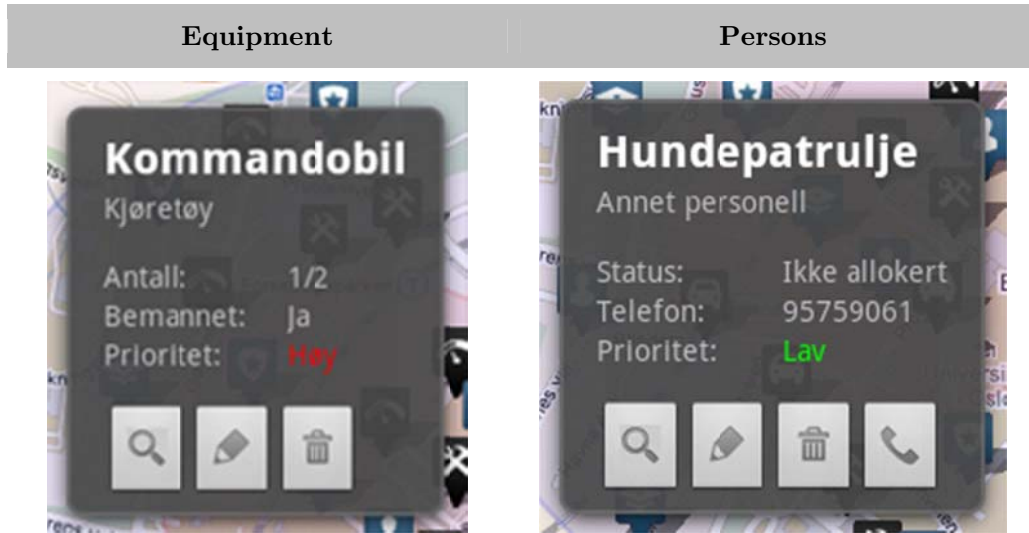 Equipment
Persons
Kommandobil
Kjøretøy
Antall: 1/2
Bemannet: Ja
Prioritet: Høy
Hundepatrulje
Annet personell
Status: Ikke allokert
Telefon: 95759061
Prioritet: Lav